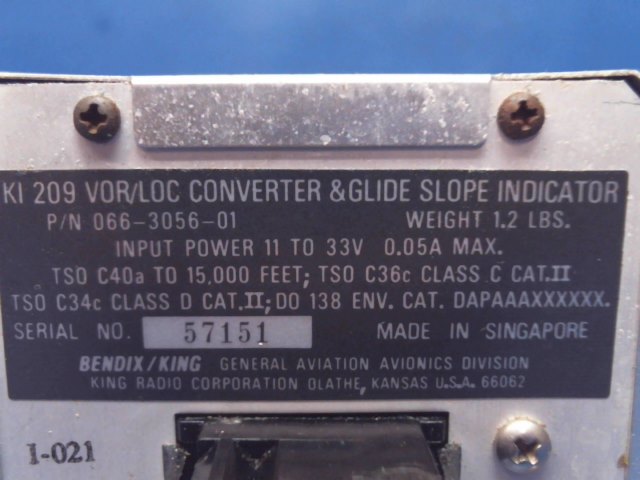 KI 209 VOR/LOC CONVERTER & GLIDE SLOPE INDICATOR
P/N 066-3056-01 WEIGHT 1.2 LBS.
INPUT POWER 11 TO 33V 0.05A MAX.
TSO C40a TO 15,000 FEET; TSO C36c CLASS C CAT.II
TSO C34c CLASS D CAT.II; DO 138 ENV. CAT. DAPAAAXXXXXX.
SERIAL NO. 57151 MADE IN SINGAPORE
BENDIX/KING GENERAL AVIATION AVIONICS DIVISION
KING RADIO CORPORATION OLATHE, KANSAS U.S.A. 66062
I-021